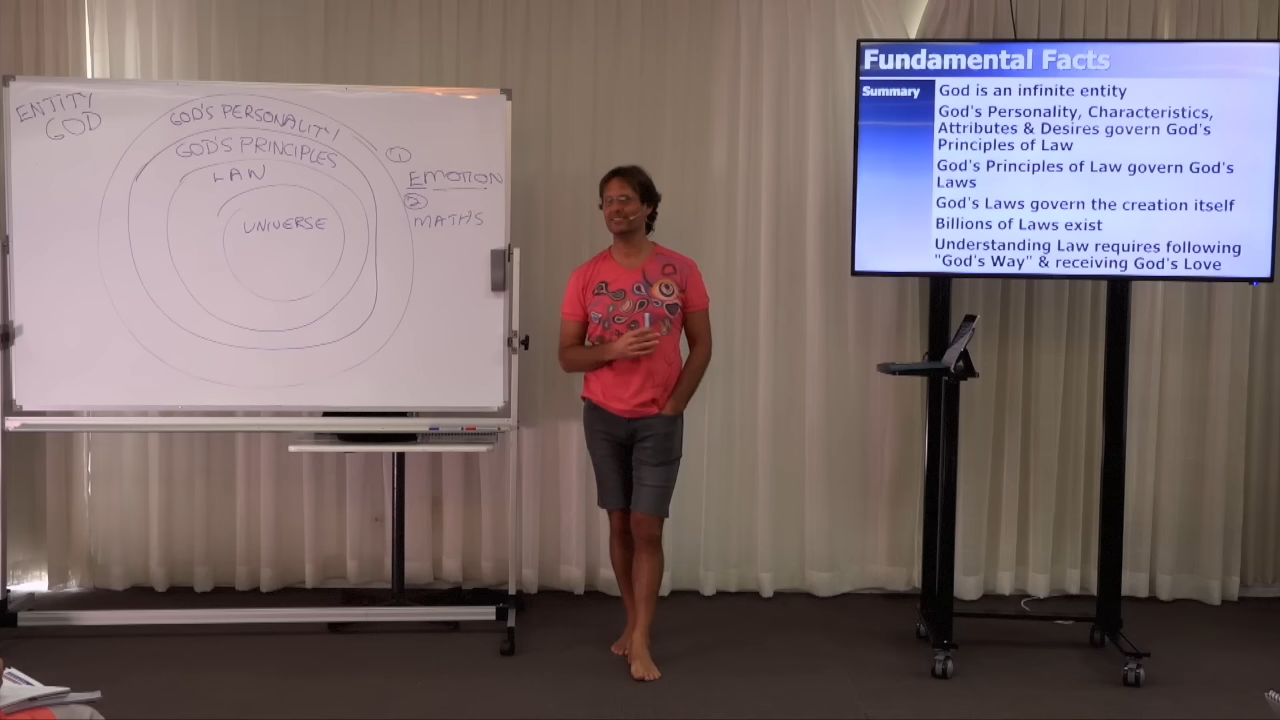 ENTITY
GOD
GOD'S PERSONALITY
GOD'S PRINCIPLES
LAW
UNIVERSE
1
EMOTION
2
MATHS
Fundamental Facts
Summary
God is an infinite entity
God's Personality, Characteristics,
Attributes & Desires govern God's
Principles of Law
God's Principles of Law govern God's
Laws
God's Laws govern the creation itself
Billions of Laws exist
Understanding Law requires following
"God's Way" & receiving God's Love